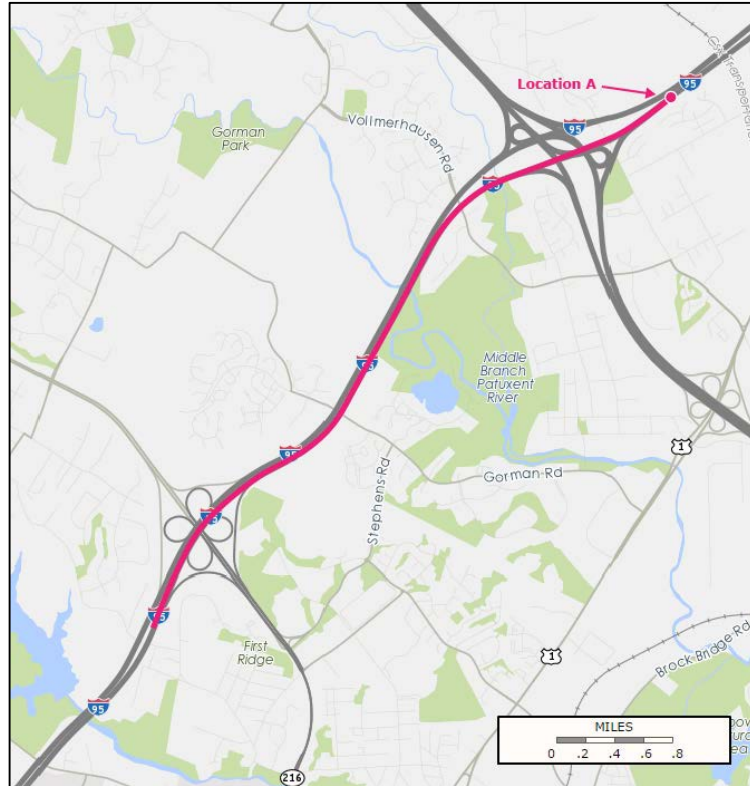 Location A
95
95
Gorman
Park
Vollmerhausen Rd
95
95
Middle
Branch
Patuxent
River
1
95
Stephens Rd
Gorman Rd
95
95
First
Ridge
1
Brock Bridge Rd
95
216
MILES
0 .2 .4 .6 .8